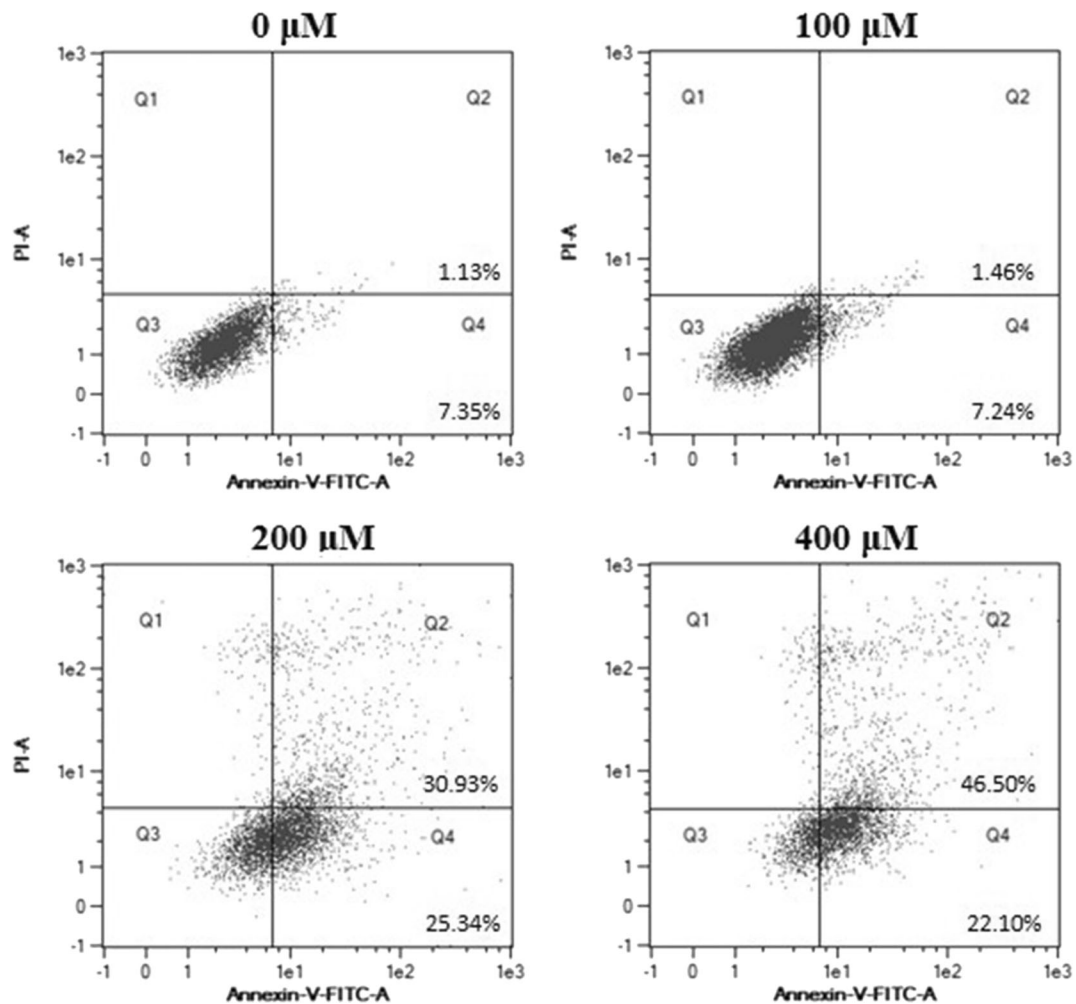 0 μM
1e3
1e2
1e1
1
0
-1
PI-A
Q1
Q2
1.13%
Q3
Q4
7.35%
-1 0 1 1e1 1e2 1e3
Annexin-V-FITC-A
100 μM
1e3
1e2
1e1
1
0
-1
PI-A
Q1
Q2
1.46%
Q3
Q4
7.24%
-1 0 1 1e1 1e2 1e3
Annexin-V-FITC-A
200 μM
1e3
1e2
1e1
1
0
-1
PI-A
Q1
Q2
30.93%
Q3
Q4
25.34%
-1 0 1 1e1 1e2 1e3
Annexin-V-FITC-A
400 μM
1e3
1e2
1e1
1
0
-1
Q1
Q2
46.50%
Q3
Q4
22.10%
-1 0 1 1e1 1e2 1e3
Annexin-V-FITC-A